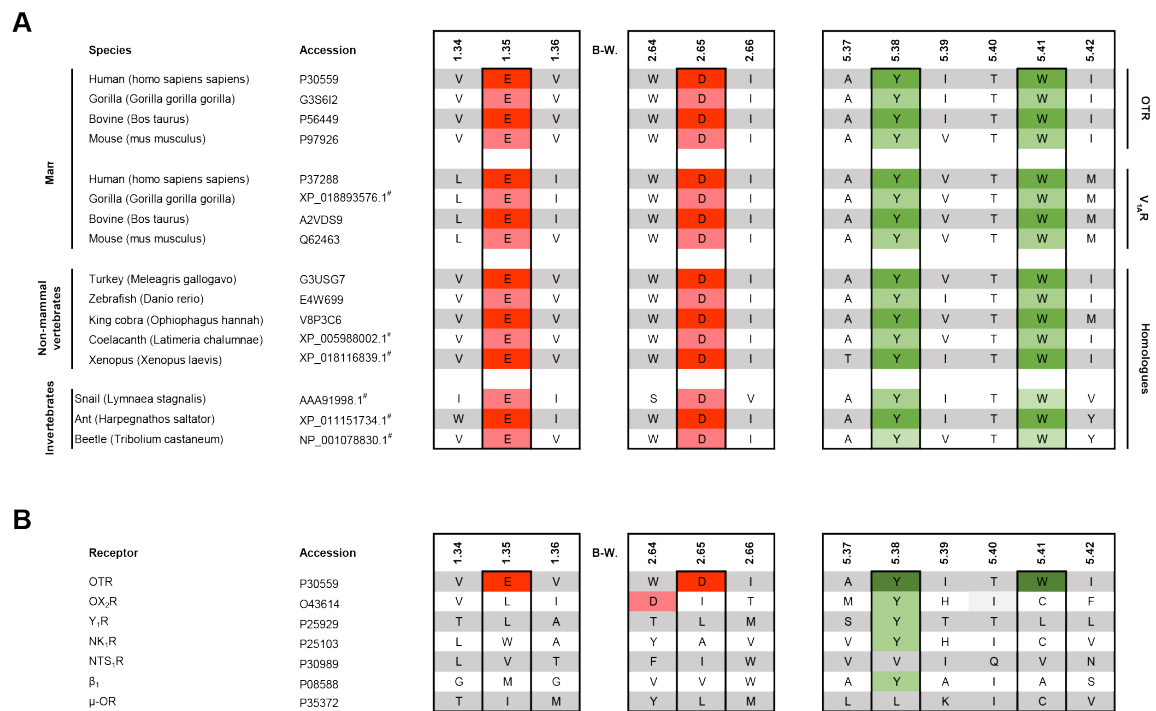 A
Species Accession 1.34 1.35 1.36 B-W. 2.64 2.65 2.66 5.37 5.38 5.39 5.40 5.41 5.42
Marr
Human (homo sapiens sapiens) P30559 V E V W D I A Y I T W I
Gorilla (Gorilla gorilla gorilla) G3S6I2 V E V W D I A Y I T W I
Bovine (Bos taurus) P56449 V E V W D I A Y I T W I
Mouse (mus musculus) P97926 V E V W D I A Y V T W I
OTR
Human (homo sapiens sapiens) P37288 L E I W D I A Y V T W M
Gorilla (Gorilla gorilla gorilla) XP_018893576.1# L E I W D I A Y V T W M
Bovine (Bos taurus) A2VDS9 L E I W D I A Y V T W M
Mouse (mus musculus) Q62463 L E V W D I A Y V T W M
V1AR
Non-mammal
vertebrates
Turkey (Meleagris gallogavo) G3USG7 V E V W D I A Y V T W I
Zebrafish (Danio rerio) E4W699 V E V W D I A Y I T W I
King cobra (Ophiophagus hannah) V8P3C6 V E V W D I A Y V T W M
Coelacanth (Latimeria chalumnae) XP_005988002.1# V E V W D I A Y V T W I
Xenopus (Xenopus laevis) XP_018116839.1# V E V W D I T Y I T W I
Homologues
Invertebrates
Snail (Lymnaea stagnalis) AAA91998.1# I E I S D V A Y I T W V
Ant (Harpegnathos saltator) XP_011151734.1# W E I W D I A Y I T W Y
Beetle (Tribolium castaneum) NP_001078830.1# V E V W D I A Y V T W Y
B
Receptor Accession 1.34 1.35 1.36 B-W. 2.64 2.65 2.66 5.37 5.38 5.39 5.40 5.41 5.42
OTR P30559 V E V W D I A Y I T W I
OX2R O43614 V L I D I T M Y H I C F
Y1R P25929 T L A T L M S Y T T L L
NK1R P25103 L W A Y A V V Y H I C V
NTS1R P30989 L V T F I W V V I Q V N
β1 P08588 G M G V V W A Y A I A S
μ-OR P35372 T I M Y L M L L K I C V